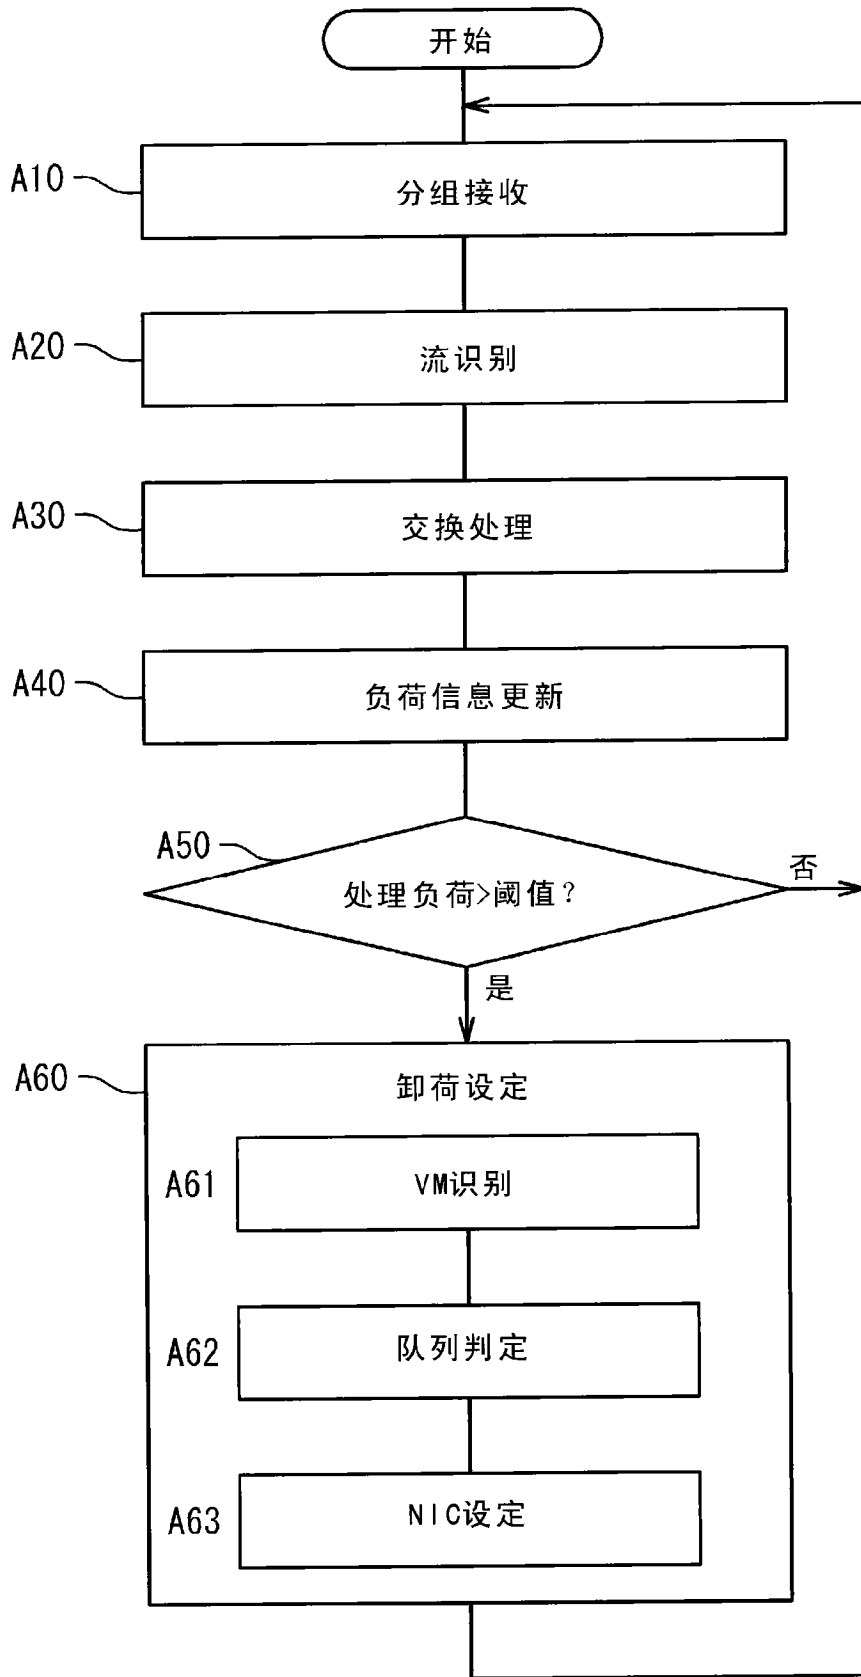 开始
A10
分组接收
A20
流识别
A30
交换处理
A40
负荷信息更新
A50
处理负荷>阈值?
否
是
A60
卸荷设定
A61
VM识别
A62
队列判定
A63
NIC设定